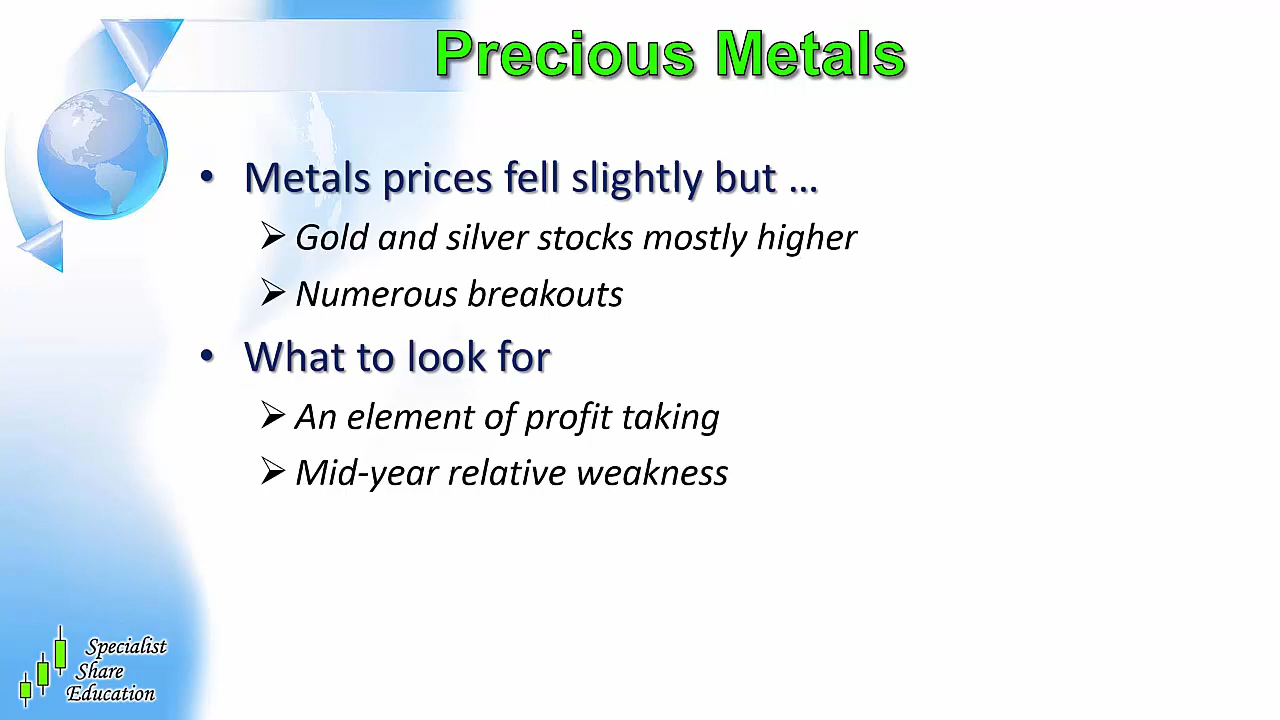 Precious Metals
• Metals prices fell slightly but …
➢ Gold and silver stocks mostly higher
➢ Numerous breakouts
• What to look for
➢ An element of profit taking
➢ Mid-year relative weakness
Specialist
Share
Education